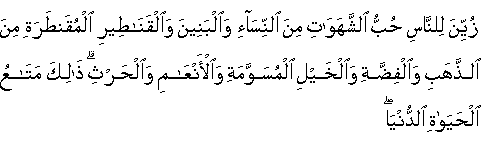 زُيِّنَ لِلنَّاسِ حُبُّ ٱلشَّهَوَٰتِ مِنَ ٱلنِّسَآءِ وَٱلْبَنِينَ وَٱلْقَنَـٰطِيرِ ٱلْمُقَنطَرَةِ مِنَ
ٱلذَّهَبِ وَٱلْفِضَّةِ وَٱلْخَيْلِ ٱلْمُسَوَّمَةِ وَٱلْأَنْعَـٰمِ وَٱلْحَرْثِ ۗ ذَٰلِكَ مَتَـٰعُ
ٱلْحَيَوٰةِ ٱلدُّنْيَا ۖ